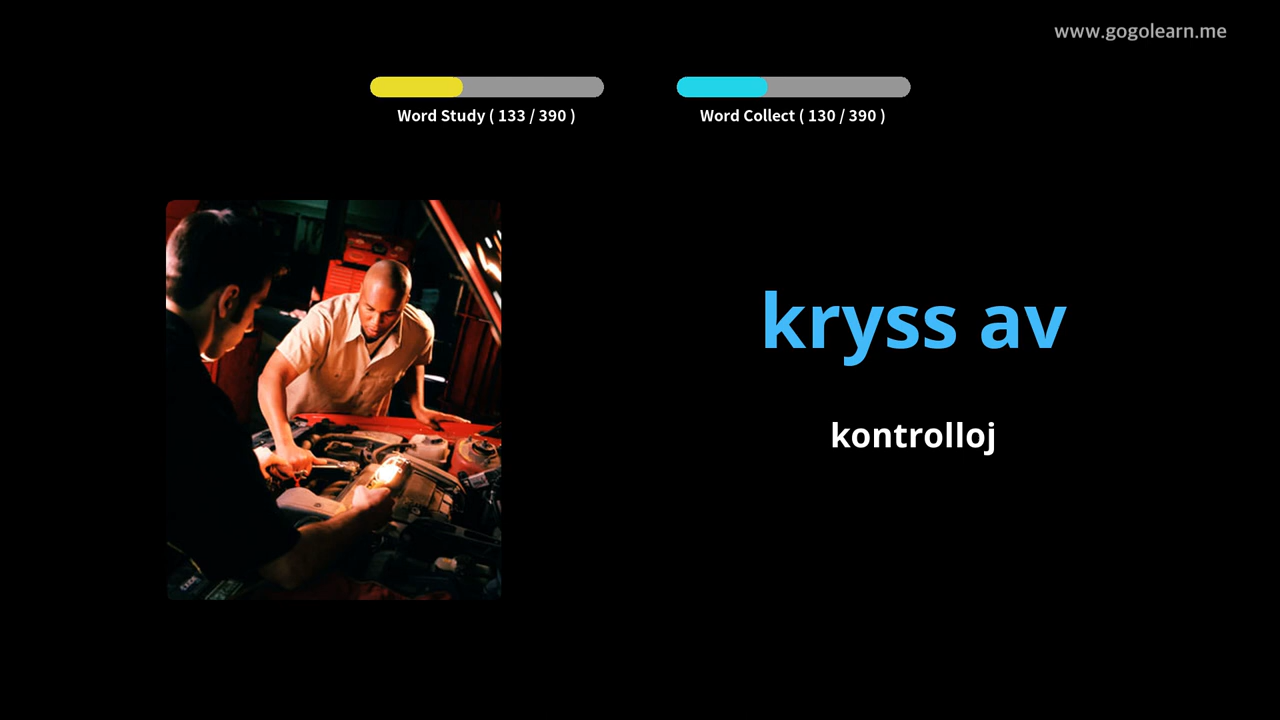 www.gogolearn.me
Word Study ( 133 / 390 )
Word Collect ( 130 / 390 )
kryss av
kontrolloj